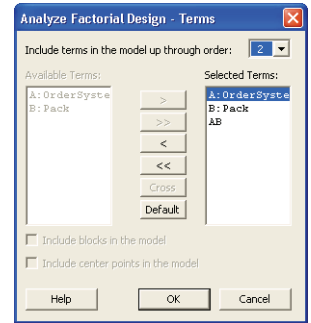 Analyze Factorial Design - Terms
Include terms in the model up through order: 2
Available Terms:
A:OrderSyste
B:Pack
>
>>
<
<<
Cross
Default
Selected Terms:
A:OrderSyste
B:Pack
AB
Include blocks in the model
Include center points in the model
Help
OK
Cancel